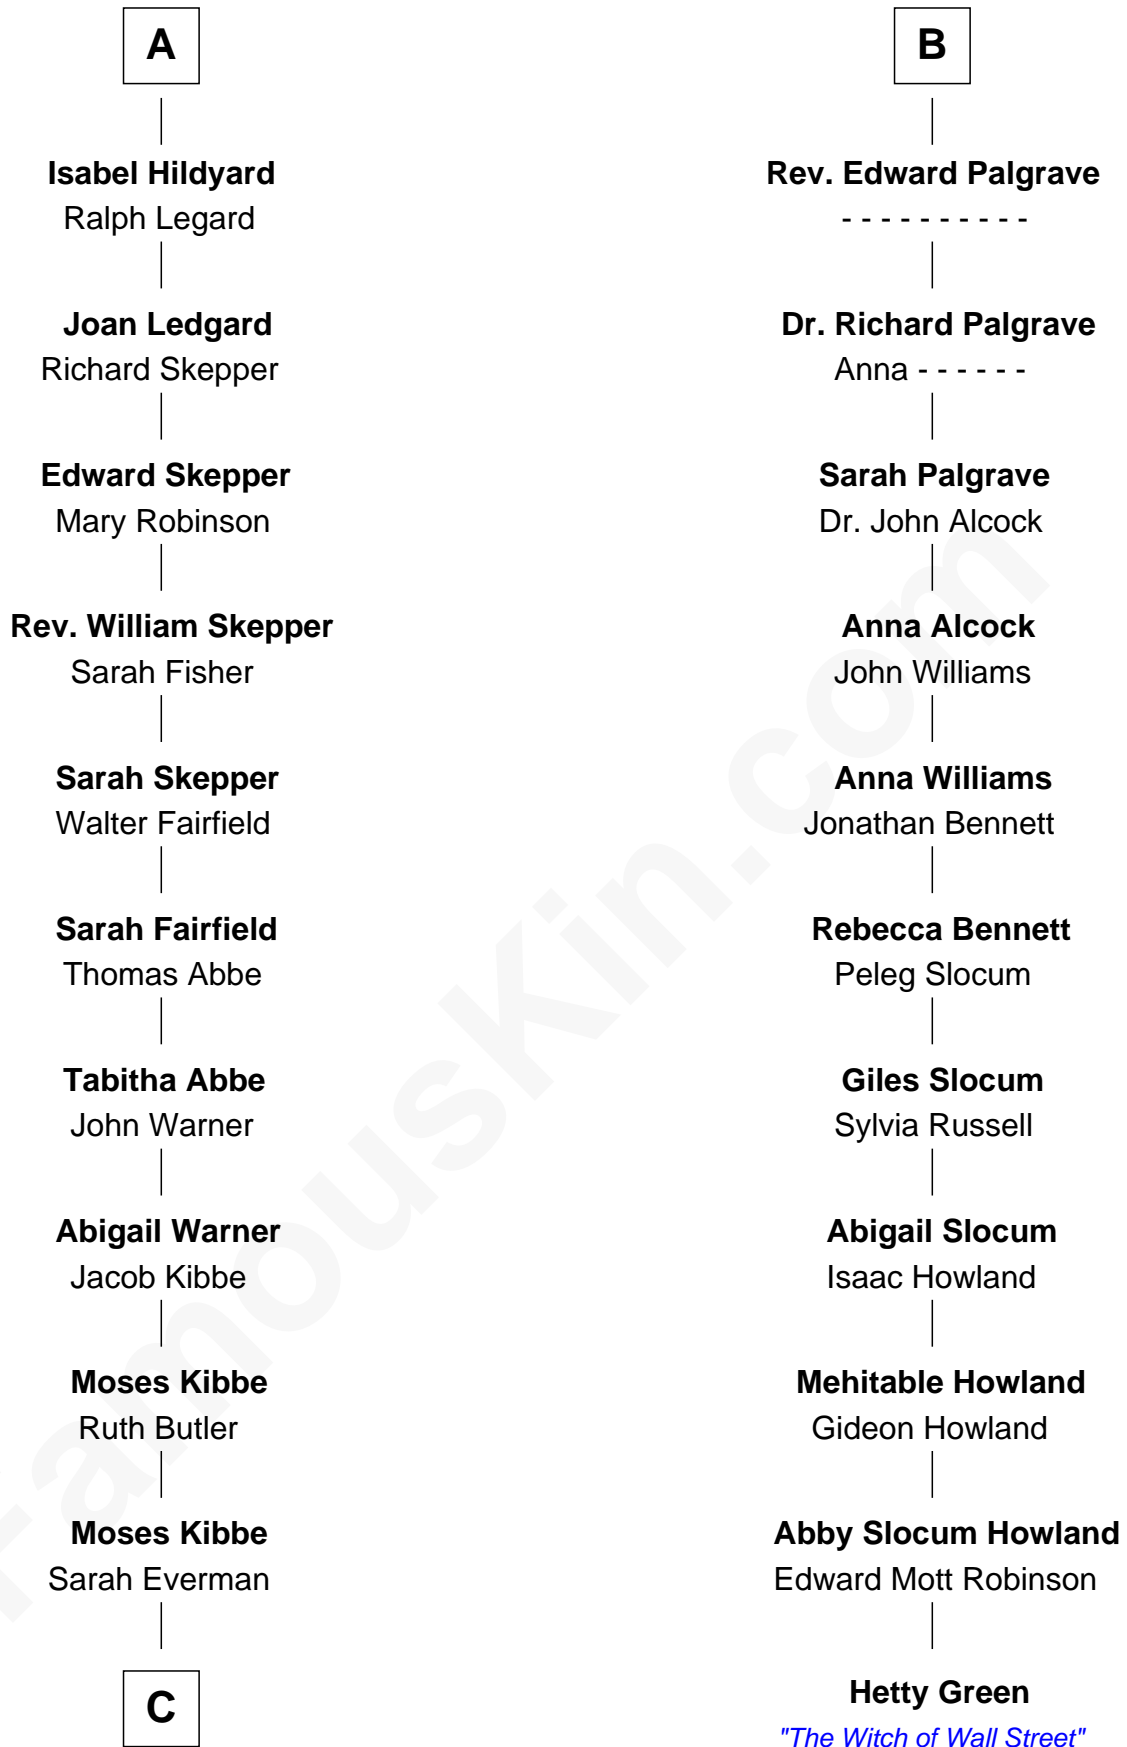 A
Isabel Hildyard
Ralph Legard
Joan Ledgard
Richard Skepper
Edward Skepper
Mary Robinson
Rev. William Skepper
Sarah Fisher
Sarah Skepper
Walter Fairfield
Sarah Fairfield
Thomas Abbe
Tabitha Abbe
John Warner
Abigail Warner
Jacob Kibbe
Moses Kibbe
Ruth Butler
Moses Kibbe
Sarah Everman
C
B
Rev. Edward Palgrave
- - - - - - - - - -
Dr. Richard Palgrave
Anna - - - - - -
Sarah Palgrave
Dr. John Alcock
Anna Alcock
John Williams
Anna Williams
Jonathan Bennett
Rebecca Bennett
Peleg Slocum
Giles Slocum
Sylvia Russell
Abigail Slocum
Isaac Howland
Mehitable Howland
Gideon Howland
Abby Slocum Howland
Edward Mott Robinson
Hetty Green
"The Witch of Wall Street"
FamousKin.com